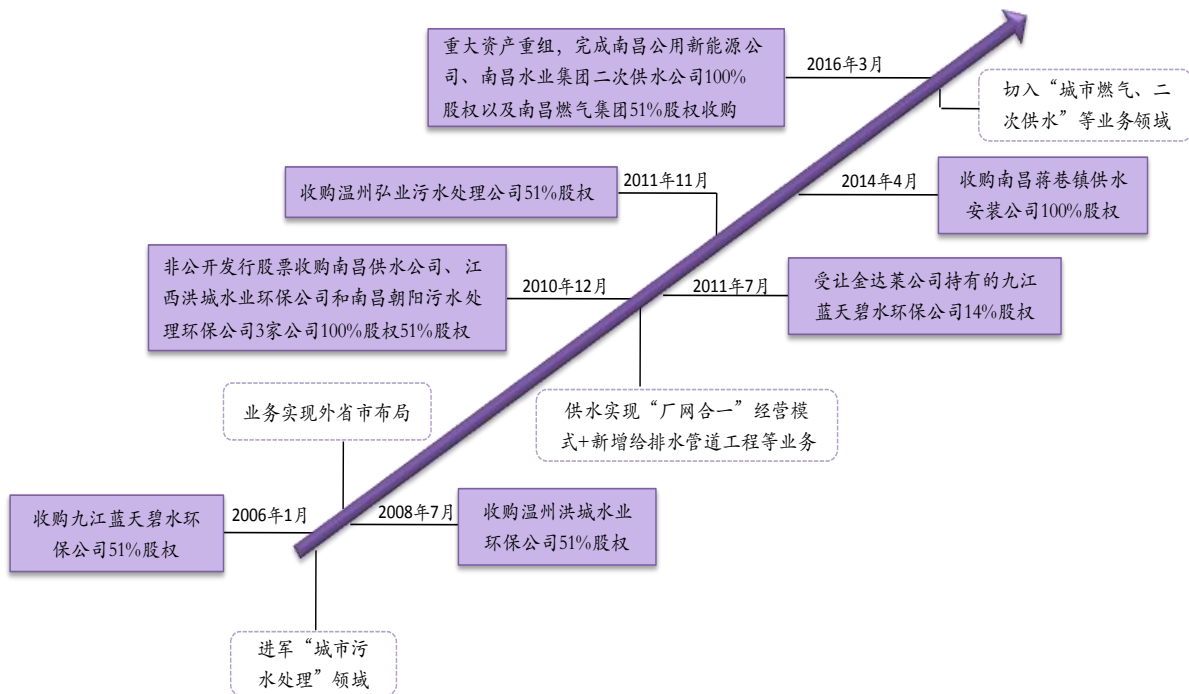 重大资产重组，完成南昌公用新能源公
司、南昌水业集团二次供水公司100%
股权以及南昌燃气集团51%股权收购
2016年3月
切入“城市燃气、二
次供水”等业务领域
收购温州弘业污水处理公司51%股权
2011年11月
2014年4月
收购南昌蒋巷镇供水
安装公司100%股权
非公开发行股票收购南昌供水公司、江
西洪城水业环保公司和南昌朝阳污水处
理环保公司3家公司100%股权51%股权
2010年12月
2011年7月
受让金达莱公司持有的九江
蓝天碧水环保公司14%股权
业务实现外省市布局
供水实现“厂网合一”经营模
式+新增给排水管道工程等业务
收购九江蓝天碧水环
保公司51%股权
2006年1月
2008年7月
收购温州洪城水业
环保公司51%股权
进军“城市污
水处理”领域